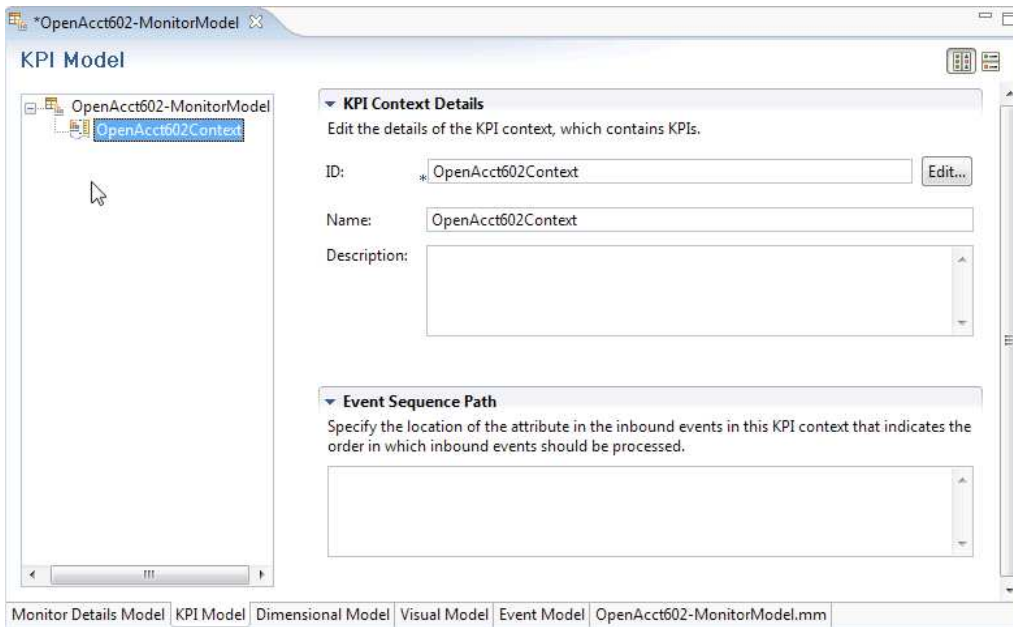 *OpenAcct602-MonitorModel
KPI Model
OpenAcct602-MonitorModel
OpenAcct602Context
KPI Context Details
Edit the details of the KPI context, which contains KPIs.
ID: * OpenAcct602Context Edit...
Name: OpenAcct602Context
Description:
Event Sequence Path
Specify the location of the attribute in the inbound events in this KPI context that indicates the
order in which inbound events should be processed.
Monitor Details Model KPI Model Dimensional Model Visual Model Event Model OpenAcct602-MonitorModel.mm